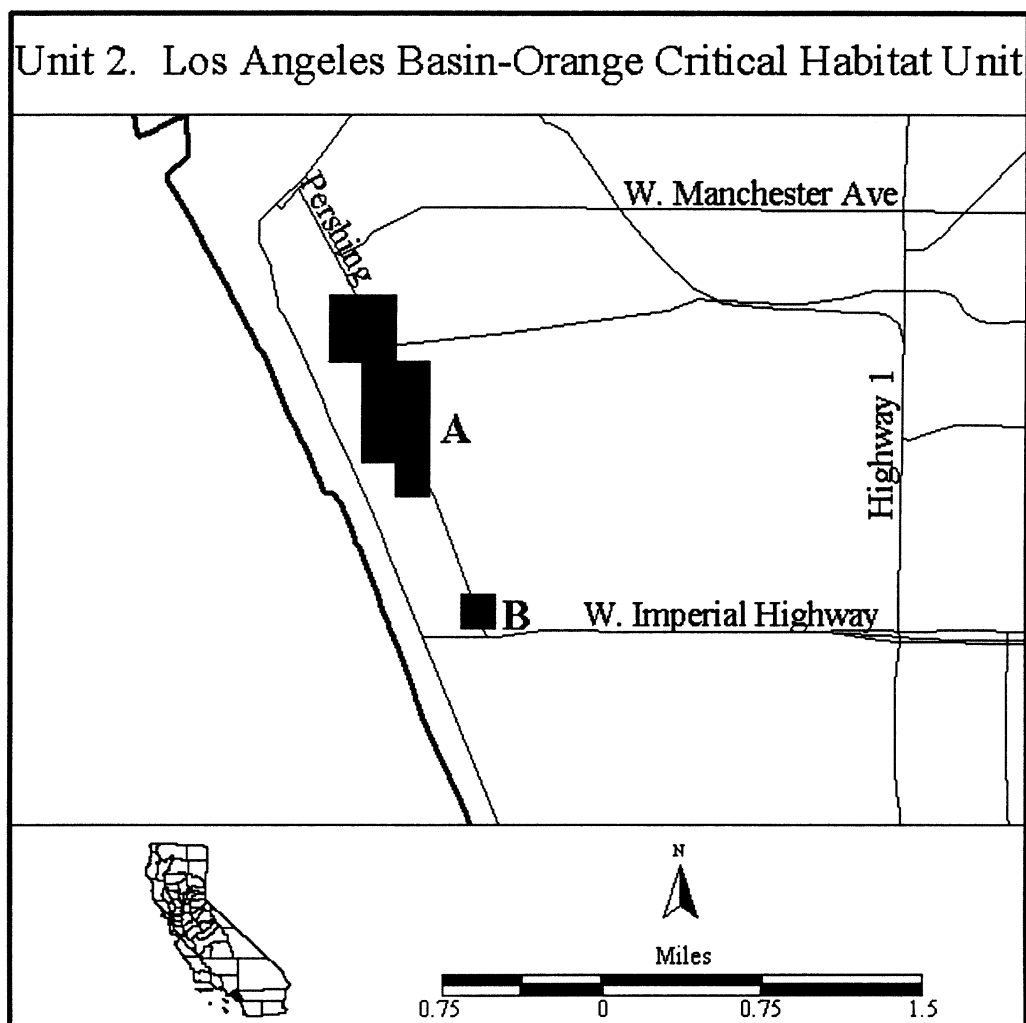 Unit 2. Los Angeles Basin-Orange Critical Habitat Unit
Pershing
W. Manchester Ave
Highway 1
A
B
W. Imperial Highway
N
Miles
0.75 0 0.75 1.5